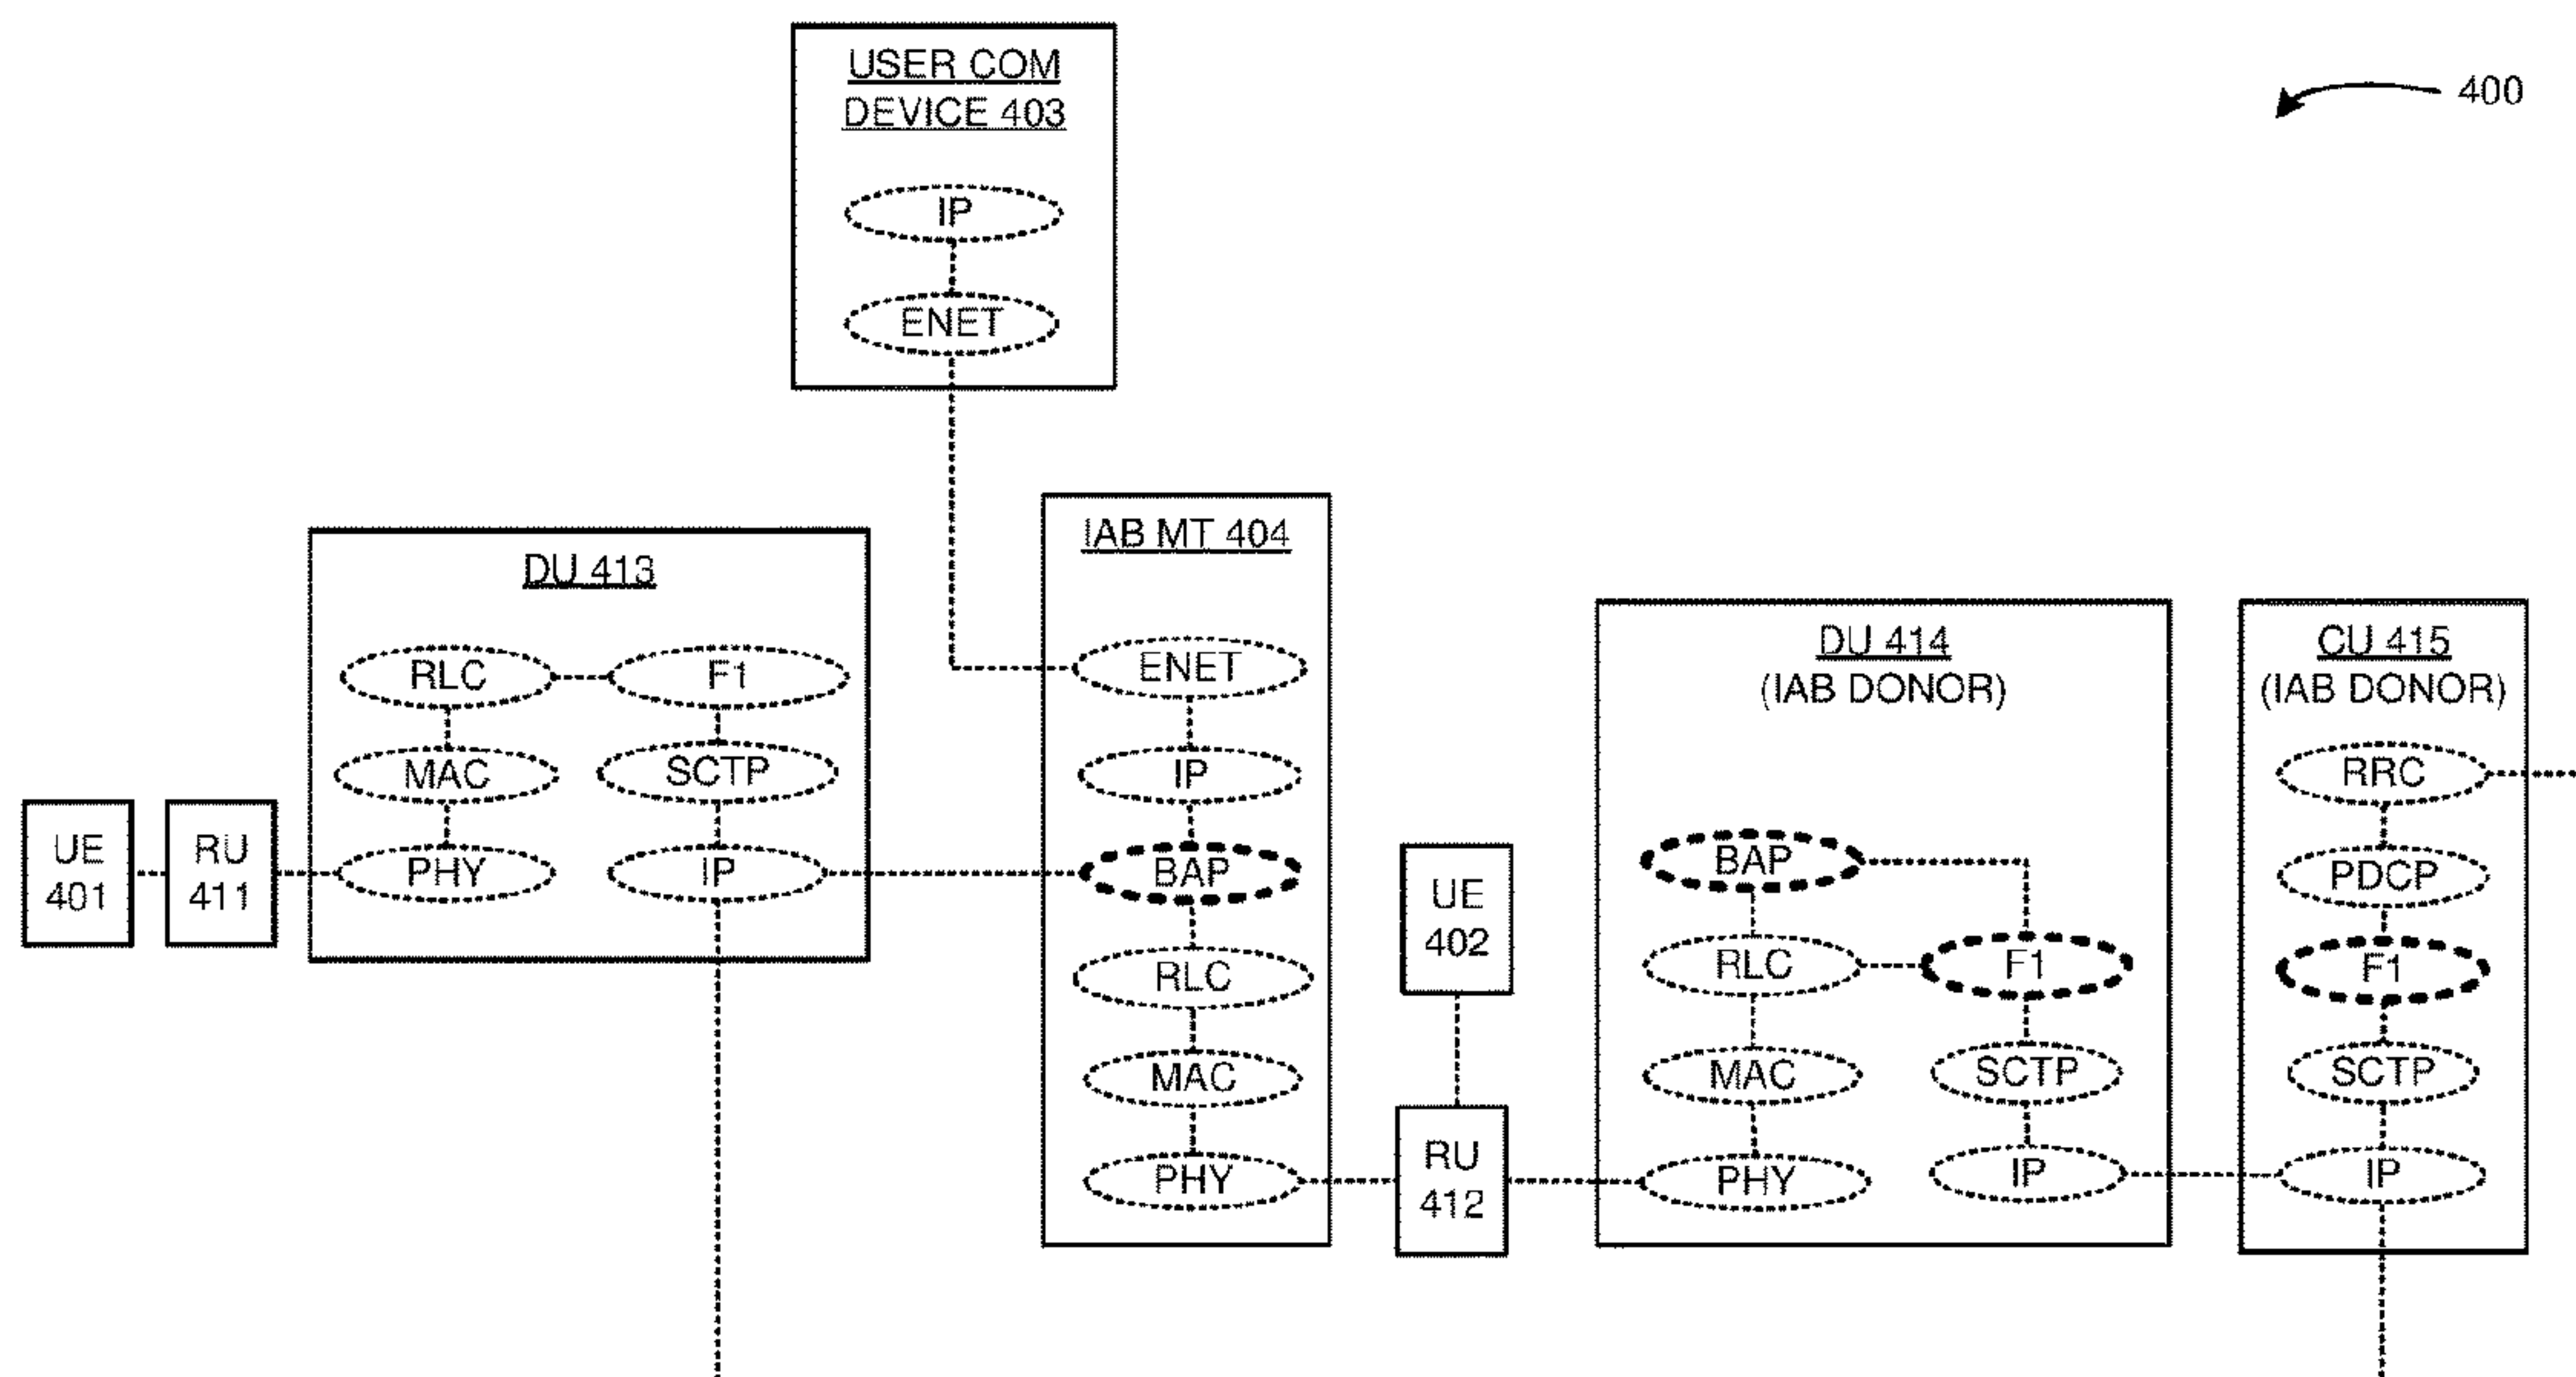 USER COM
DEVICE 403
IP
ENET
400
DU 413
RLC
F1
MAC
SCTP
PHY
IP
UE
401
RU
411
IAB MT 404
ENET
IP
BAP
RLC
MAC
PHY
UE
402
RU
412
DU 414
(IAB DONOR)
BAP
RLC
F1
MAC
SCTP
PHY
IP
CU 415
(IAB DONOR)
RRC
PDCP
F1
SCTP
IP